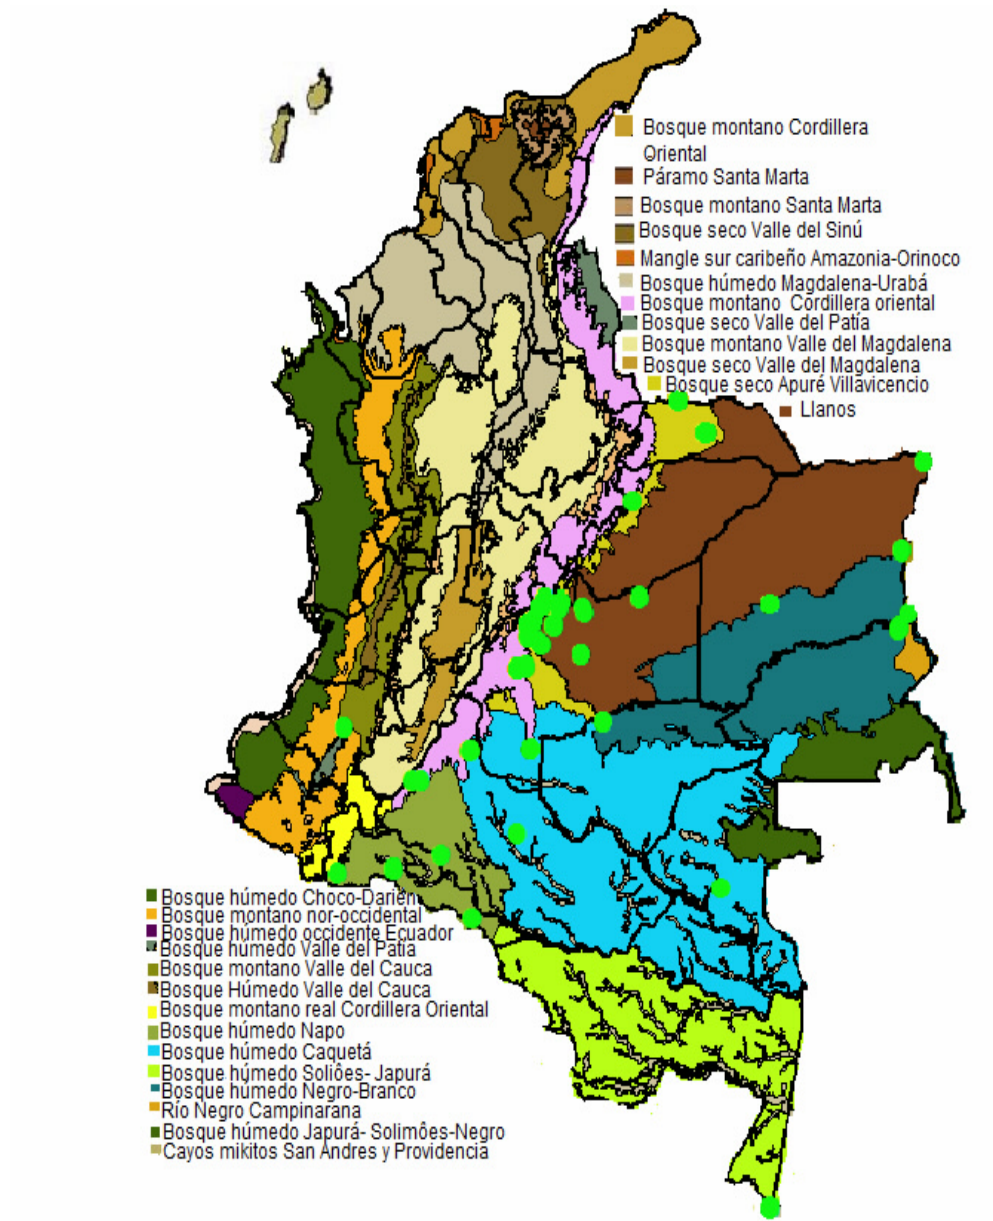 Bosque montano Cordillera
Oriental
Páramo Santa Marta
Bosque montano Santa Marta
Bosque seco Valle del Sinú
Mangle sur caribeño Amazonia-Orinoco
Bosque húmedo Magdalena-Urabá
Bosque montano Cordillera oriental
Bosque seco Valle del Patía
Bosque montano Valle del Magdalena
Bosque seco Valle del Magdalena
Bosque seco Apuré Villavicencio
Llanos
Bosque húmedo Choco-Darien
Bosque montano nor-occidental
Bosque húmedo occidente Ecuador
Bosque húmedo Valle del Patia
Bosque montano Valle del Cauca
Bosque Húmedo Valle del Cauca
Bosque montano real Cordillera Oriental
Bosque húmedo Napo
Bosque húmedo Caquetá
Bosque húmedo Soliôes- Japurá
Bosque húmedo Negro-Branco
Río Negro Campinarana
Bosque húmedo Japurá- Solimôes-Negro
Cayos mikitos San Andres y Providencia